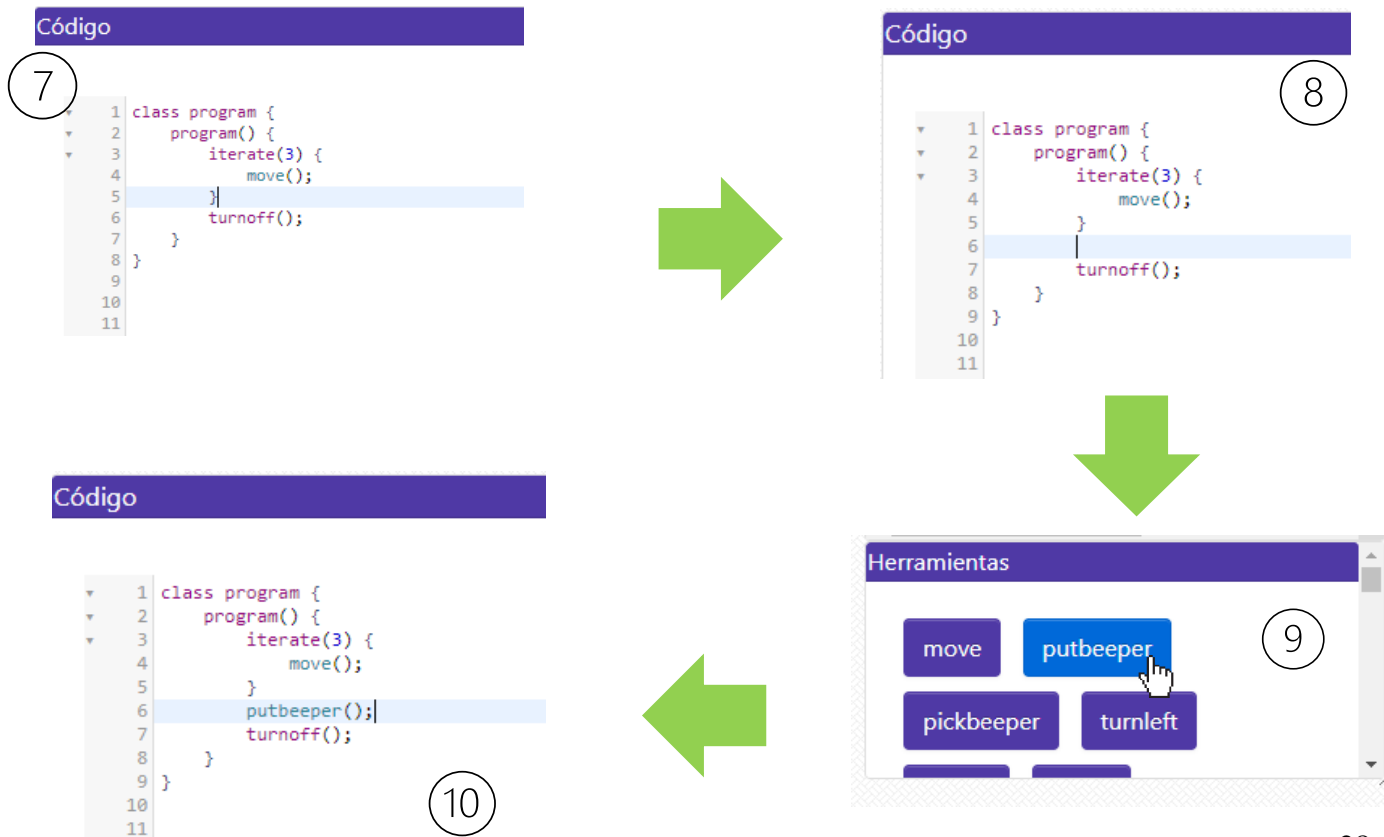 Código
7
1 class program {
2 program() {
3 iterate(3) {
4 move();
5 }
6 turnoff();
7 }
8 }
9
10
11
Código
8
1 class program {
2 program() {
3 iterate(3) {
4 move();
5 }
6
7 turnoff();
8 }
9 }
10
11
Herramientas
9
move putbeeper
pickbeeper turnleft
Código
1 class program {
2 program() {
3 iterate(3) {
4 move();
5 }
6 putbeeper();
7 turnoff();
8 }
9 }
10
11
10